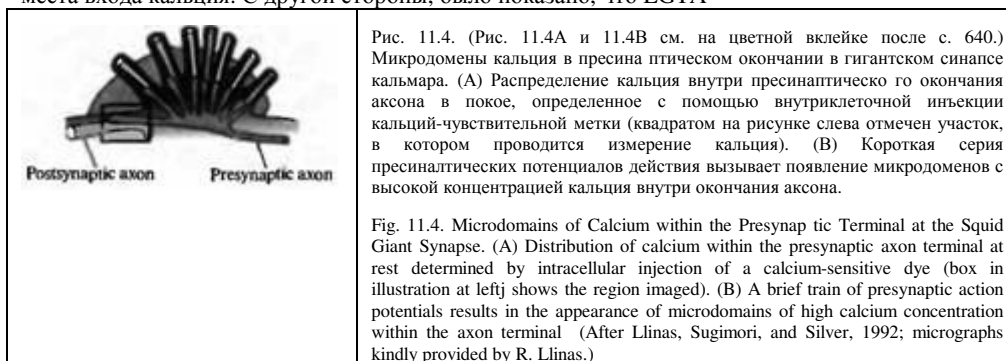 места входа кальция. С другой стороны, было показано, что EGTA
Postsynaptic axon Presynaptic axon
Рис. 11.4. (Рис. 11.4А и 11.4В см. на цветной вклейке после с. 640.)
Микродомены кальция в пресина птическом окончании в гигантском синапсе
кальмара. (А) Распределение кальция внутри пресинаптическо го окончания
аксона в покое, определенное с помощью внутриклеточной инъекции
кальций-чувствительной метки (квадратом на рисунке слева отмечен участок,
в котором проводится измерение кальция). (В) Короткая серия
пресиналтических потенциалов действия вызывает появление микродоменов с
высокой концентрацией кальция внутри окончания аксона.
Fig. 11.4. Microdomains of Calcium within the Presynap tic Terminal at the Squid
Giant Synapse. (A) Distribution of calcium within the presynaptic axon terminal at
rest determined by intracellular injection of a calcium-sensitive dye (box in
illustration at leftj shows the region imaged). (B) A brief train of presynaptic action
potentials results in the appearance of microdomains of high calcium concentration
within the axon terminal (After Llinas, Sugimori, and Silver, 1992; micrographs
kindly provided by R. Llinas.)